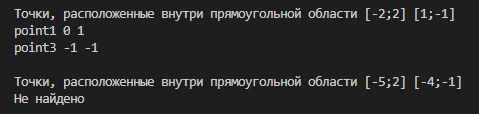 Точки, расположенные внутри прямоугольной области [-2;2] [1;-1]
point1 0 1
point3 -1 -1
Точки, расположенные внутри прямоугольной области [-5;2] [-4;-1]
Не найдено